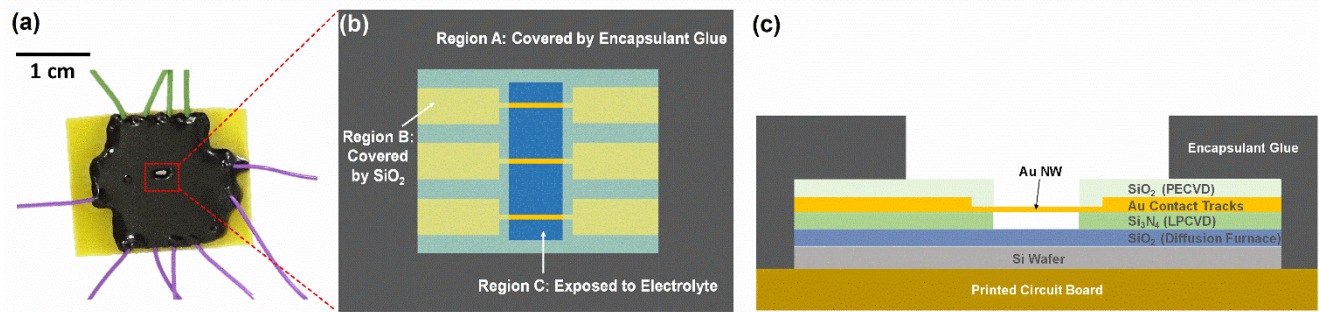 (a)
1 cm
(b)
Region A: Covered by Encapsulant Glue
Region B:
Covered
by SiO₂
Region C: Exposed to Electrolyte
(c)
Encapsulant Glue
Au NW
SiO₂ (PECVD)
Au Contact Tracks
Si₃N₄ (LPCVD)
SiO₂ (Diffusion Furnace)
Si Wafer
Printed Circuit Board